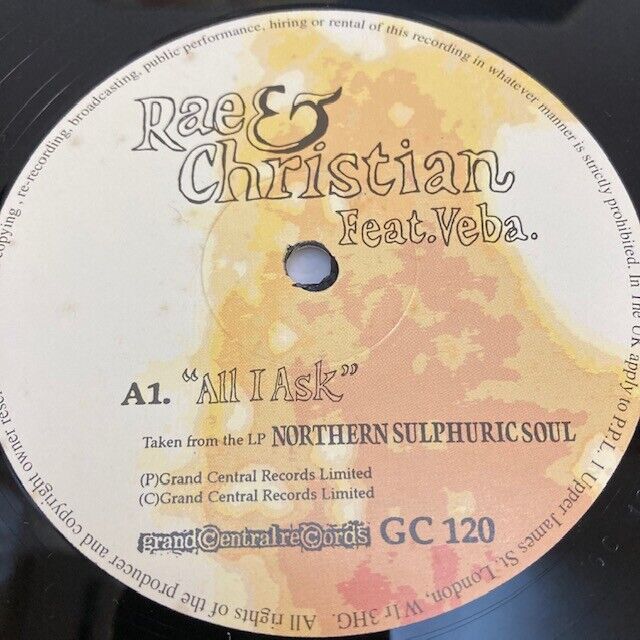 Rae &
Christian
Feat. Veba.
A1. "All I Ask"
Taken from the LP NORTHERN SULPHURIC SOUL
(P)Grand Central Records Limited
(C)Grand Central Records Limited
grand©entralre©ords GC 120
All rights of the producer and copyright owner copying , re-recording, broadcasting, public performance, hiring or rental of this recording in whatever manner is strictly prohibited. In The UK apply to P.P.L. 1 Upper James St. London, W1r 3HG.